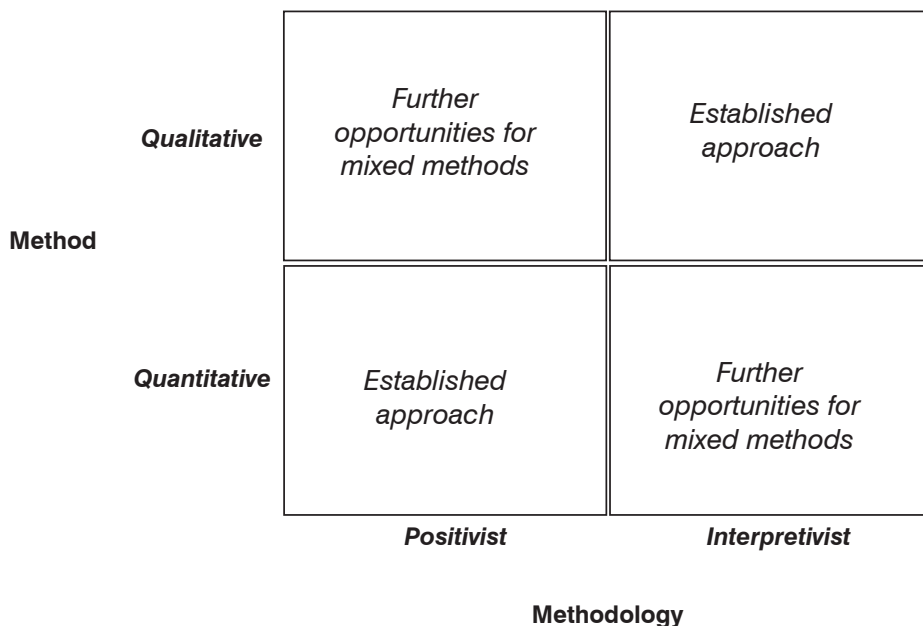 Further
opportunities for
mixed methods
Established
approach
Qualitative
Method
Quantitative
Established
approach
Further
opportunities for
mixed methods
Positivist
Interpretivist
Methodology